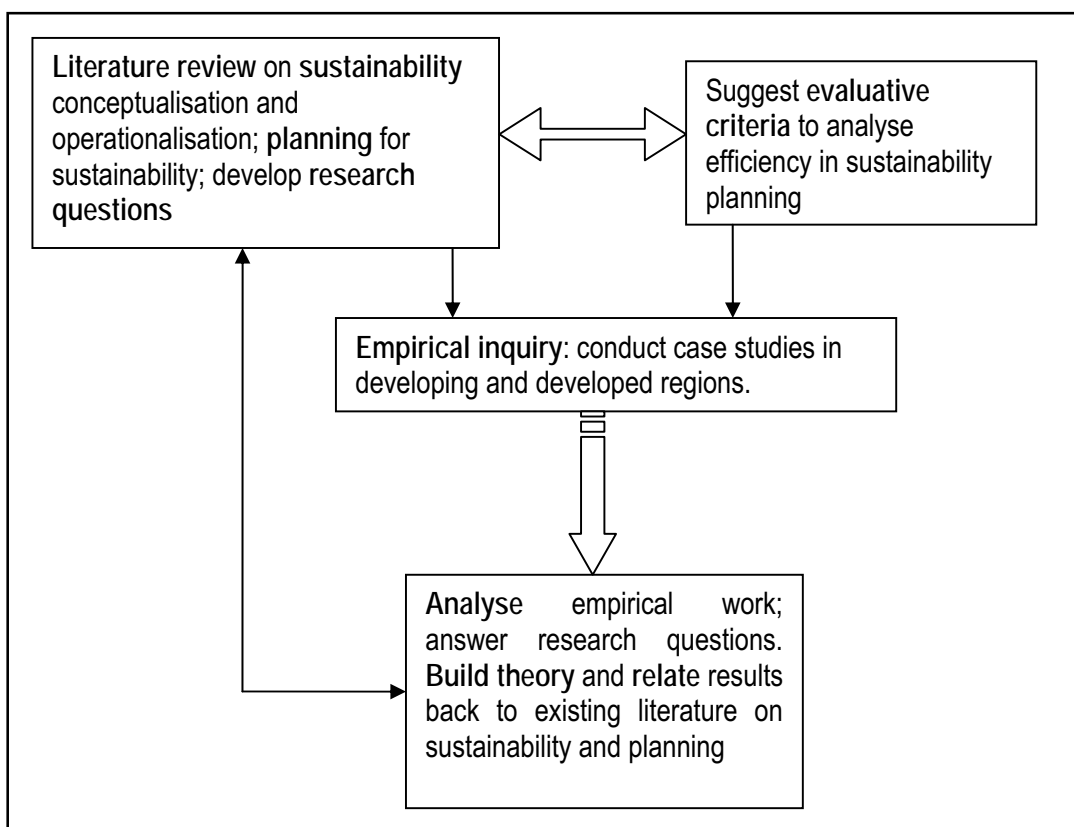 Literature review on sustainability
conceptualisation and
operationalisation; planning for
sustainability; develop research
questions
Suggest evaluative
criteria to analyse
efficiency in sustainability
planning
Empirical inquiry: conduct case studies in
developing and developed regions.
Analyse empirical work;
answer research questions.
Build theory and relate results
back to existing literature on
sustainability and planning